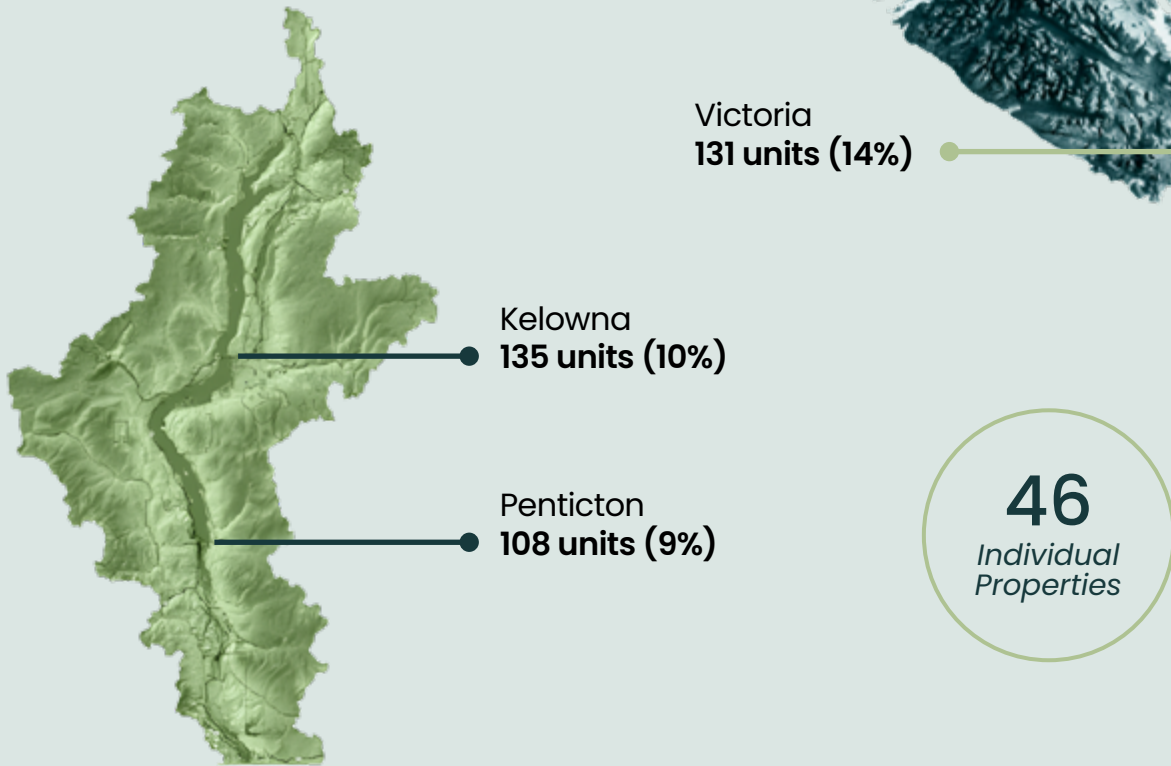 Victoria
131 units (14%)
Kelowna
135 units (10%)
Penticton
108 units (9%)
46
Individual
Properties